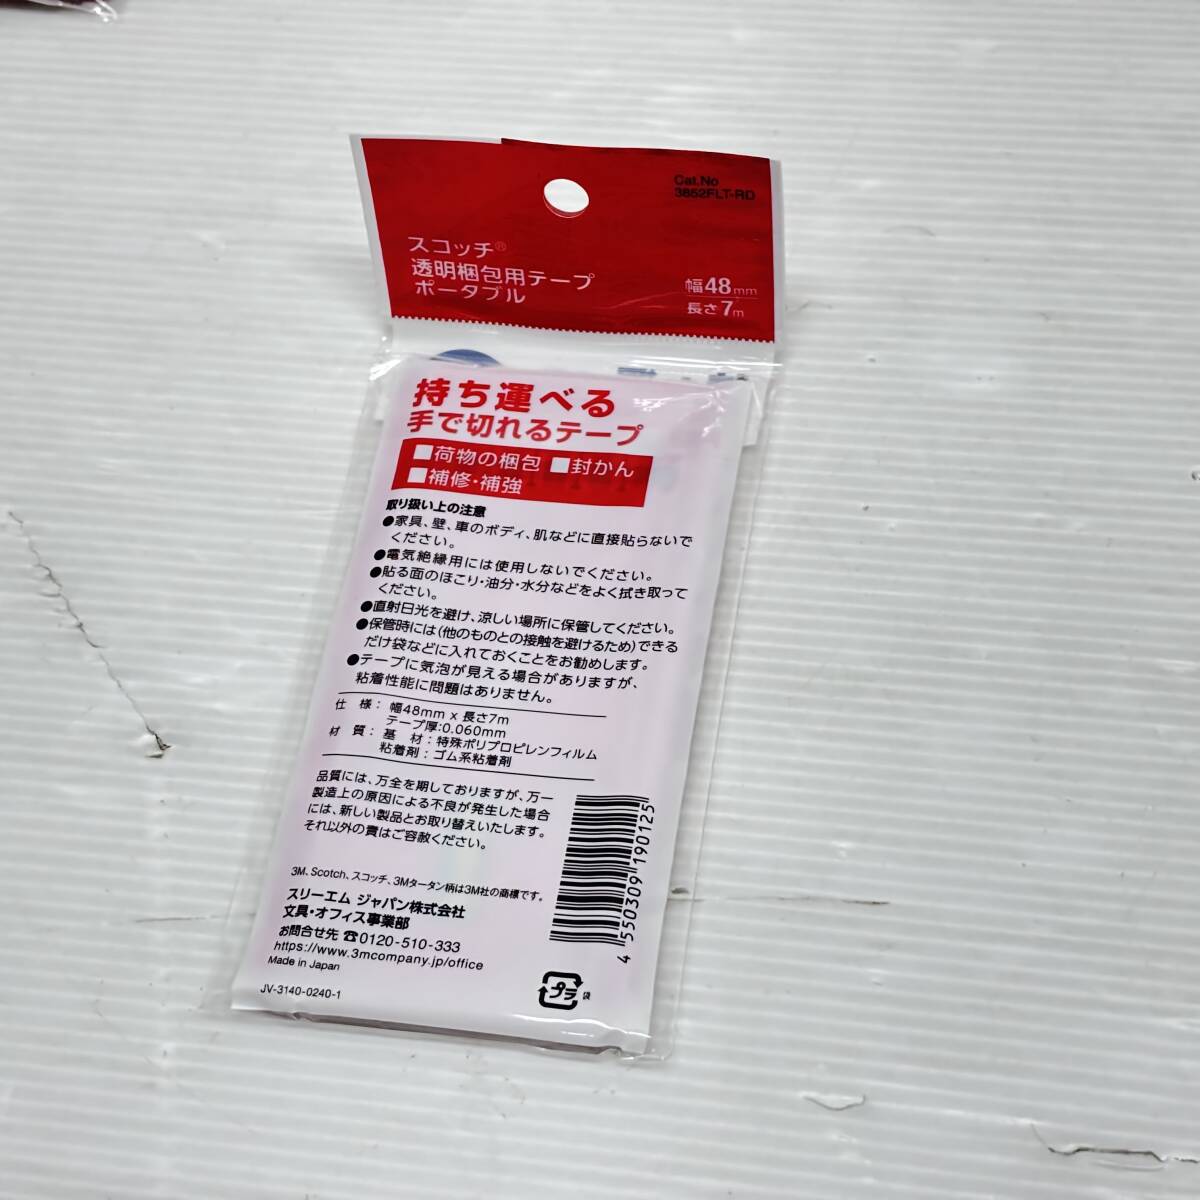 Cat.No
3852FLT-RD
スコッチ®
透明梱包用テープ
ポータブル
幅48mm
長さ7m
持ち運べる
手で切れるテープ
■荷物の梱包 ■封かん
■補修・補強
取り扱い上の注意
●家具、壁、車のボディ、肌などに直接貼らないで
ください。
●電気絶縁用には使用しないでください。
●貼る面のほこり・油分・水分などをよく拭き取って
ください。
●直射日光を避け、涼しい場所に保管してください。
●保管時には(他のものとの接触を避けるため)できる
だけ袋などに入れておくことをお勧めします。
●テープに気泡が見える場合がありますが、
粘着性能に問題はありません。
仕 様: 幅48mm x 長さ7m
テープ厚:0.060mm
材 質: 基 材: 特殊ポリプロピレンフィルム
粘着剤: ゴム系粘着剤
品質には、万全を期しておりますが、万一
製造上の原因による不良が発生した場合
には、新しい製品とお取り替えいたします。
それ以外の責はご容赦ください。
3M、Scotch、スコッチ、3Mタータン柄は3M社の商標です。
スリーエム ジャパン株式会社
文具・オフィス事業部
お問合せ先 ☎0120-510-333
https://www.3mcompany.jp/office
Made in Japan
JV-3140-0240-1
4 550309 190125
プラ
袋